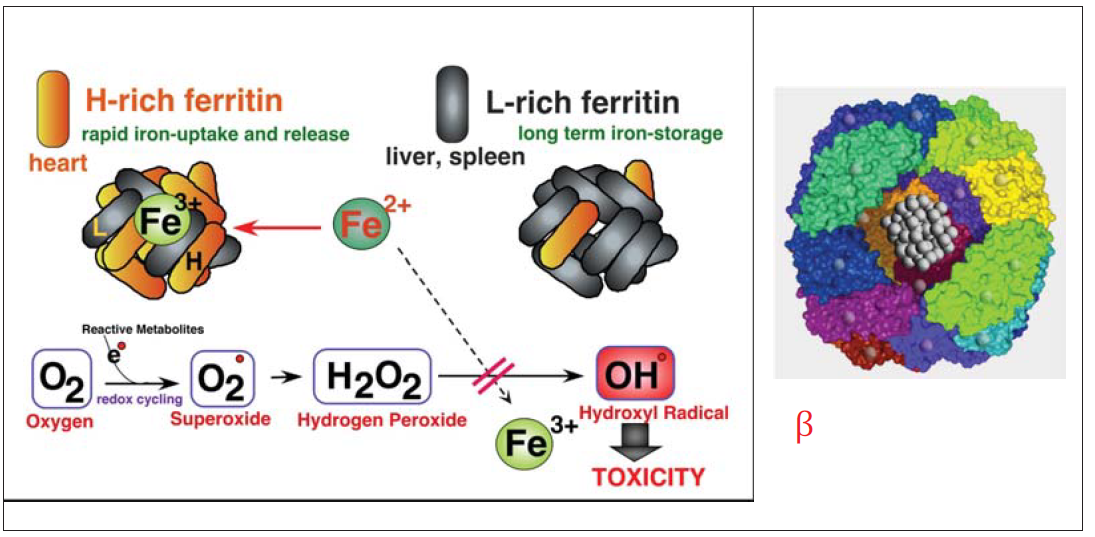 H-rich ferritin
rapid iron-uptake and release
heart
L-rich ferritin
long term iron-storage
liver, spleen
Fe3+
L
H
Fe2+
Reactive Metabolites
e
redox cycling
O2
Oxygen
O2
Superoxide
H2O2
Hydrogen Peroxide
OH
Hydroxyl Radical
Fe3+
TOXICITY
β